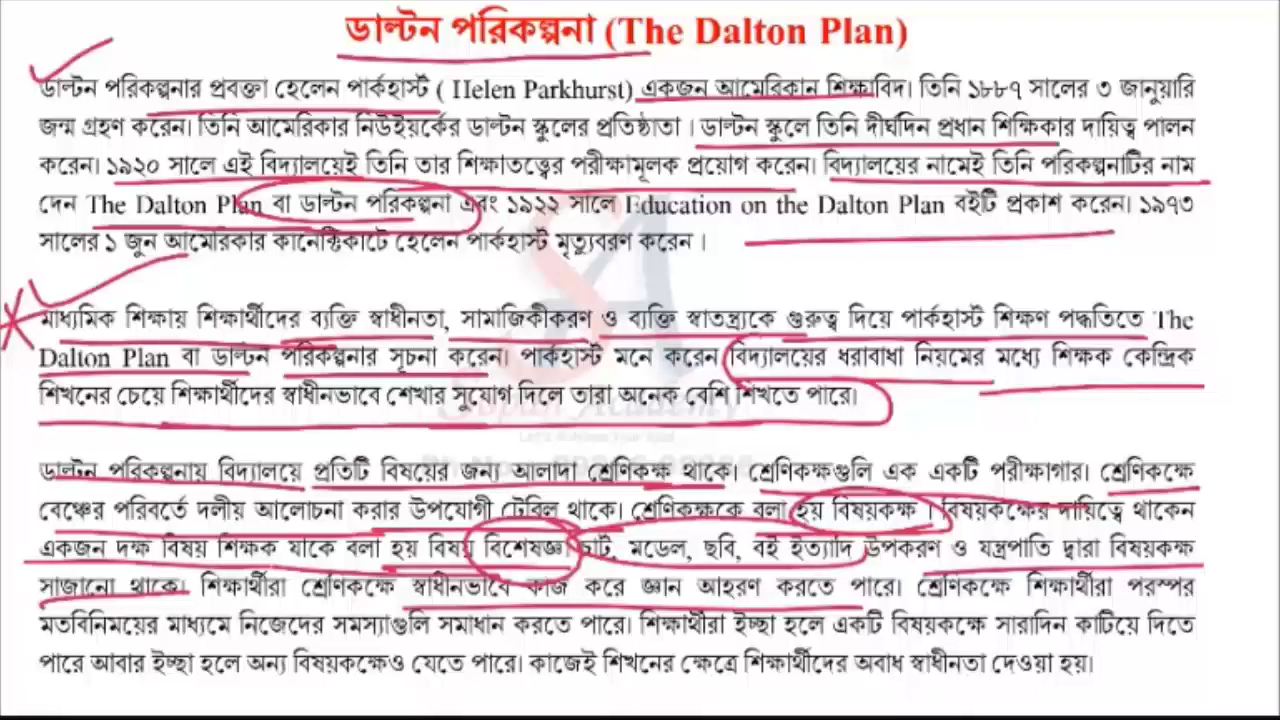 ডাল্টন পরিকল্পনা (The Dalton Plan)
ডাল্টন পরিকল্পনার প্রবক্তা হেলেন পার্কহার্স্ট ( Helen Parkhurst) একজন আমেরিকান শিক্ষাবিদ। তিনি ১৮৮৭ সালের ৩ জানুয়ারি
জন্ম গ্রহণ করেন। তিনি আমেরিকার নিউইয়র্কের ডাল্টন স্কুলের প্রতিষ্ঠাতা । ডাল্টন স্কুলে তিনি দীর্ঘদিন প্রধান শিক্ষিকার দায়িত্ব পালন
করেন। ১৯২০ সালে এই বিদ্যালয়েই তিনি তার শিক্ষাতত্ত্বের পরীক্ষামূলক প্রয়োগ করেন। বিদ্যালয়ের নামেই তিনি পরিকল্পনাটির নাম
দেন The Dalton Plan বা ডাল্টন পরিকল্পনা এবং ১৯২২ সালে Education on the Dalton Plan বইটি প্রকাশ করেন। ১৯৭৩
সালের ১ জুন আমেরিকার কানেক্টিকাটে হেলেন পার্কহার্স্ট মৃত্যুবরণ করেন ।
মাধ্যমিক শিক্ষায় শিক্ষার্থীদের ব্যক্তি স্বাধীনতা, সামাজিকীকরণ ও ব্যক্তি স্বাতন্ত্র্যকে গুরুত্ব দিয়ে পার্কহার্স্ট শিক্ষণ পদ্ধতিতে The
Dalton Plan বা ডাল্টন পরিকল্পনার সূচনা করেন। পার্কহার্স্ট মনে করেন বিদ্যালয়ের ধরাবাধা নিয়মের মধ্যে শিক্ষক কেন্দ্রিক
শিখনের চেয়ে শিক্ষার্থীদের স্বাধীনভাবে শেখার সুযোগ দিলে তারা অনেক বেশি শিখতে পারে।
ডাল্টন পরিকল্পনায় বিদ্যালয়ে প্রতিটি বিষয়ের জন্য আলাদা শ্রেণিকক্ষ থাকে। শ্রেণিকক্ষগুলি এক একটি পরীক্ষাগার। শ্রেণিকক্ষে
বেঞ্চের পরিবর্তে দলীয় আলোচনা করার উপযোগী টেবিল থাকে। শ্রেণিকক্ষকে বলা হয় বিষয়কক্ষ । বিষয়কক্ষের দায়িত্বে থাকেন
একজন দক্ষ বিষয় শিক্ষক যাকে বলা হয় বিষয় বিশেষজ্ঞ। চার্ট, মডেল, ছবি, বই ইত্যাদি উপকরণ ও যন্ত্রপাতি দ্বারা বিষয়কক্ষ
সাজানো থাকে। শিক্ষার্থীরা শ্রেণিকক্ষে স্বাধীনভাবে কাজ করে জ্ঞান আহরণ করতে পারে। শ্রেণিকক্ষে শিক্ষার্থীরা পরস্পর
মতবিনিময়ের মাধ্যমে নিজেদের সমস্যাগুলি সমাধান করতে পারে। শিক্ষার্থীরা ইচ্ছা হলে একটি বিষয়কক্ষে সারাদিন কাটিয়ে দিতে
পারে আবার ইচ্ছা হলে অন্য বিষয়কক্ষেও যেতে পারে। কাজেই শিখনের ক্ষেত্রে শিক্ষার্থীদের অবাধ স্বাধীনতা দেওয়া হয়।